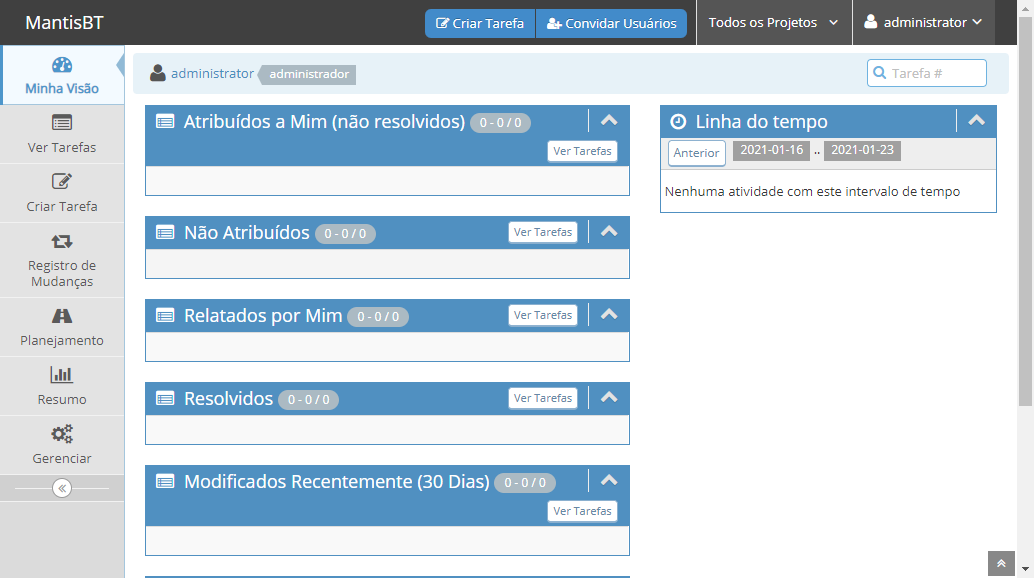 MantisBT
Criar Tarefa
Convidar Usuários
Todos os Projetos
administrator
Minha Visão
Ver Tarefas
Criar Tarefa
Registro de
Mudanças
Planejamento
Resumo
Gerenciar
administrator administrador
Tarefa #
Atribuídos a Mim (não resolvidos) 0 - 0 / 0
Ver Tarefas
Não Atribuídos 0 - 0 / 0
Ver Tarefas
Relatados por Mim 0 - 0 / 0
Ver Tarefas
Resolvidos 0 - 0 / 0
Ver Tarefas
Modificados Recentemente (30 Dias) 0 - 0 / 0
Ver Tarefas
Linha do tempo
Anterior 2021-01-16 .. 2021-01-23
Nenhuma atividade com este intervalo de tempo